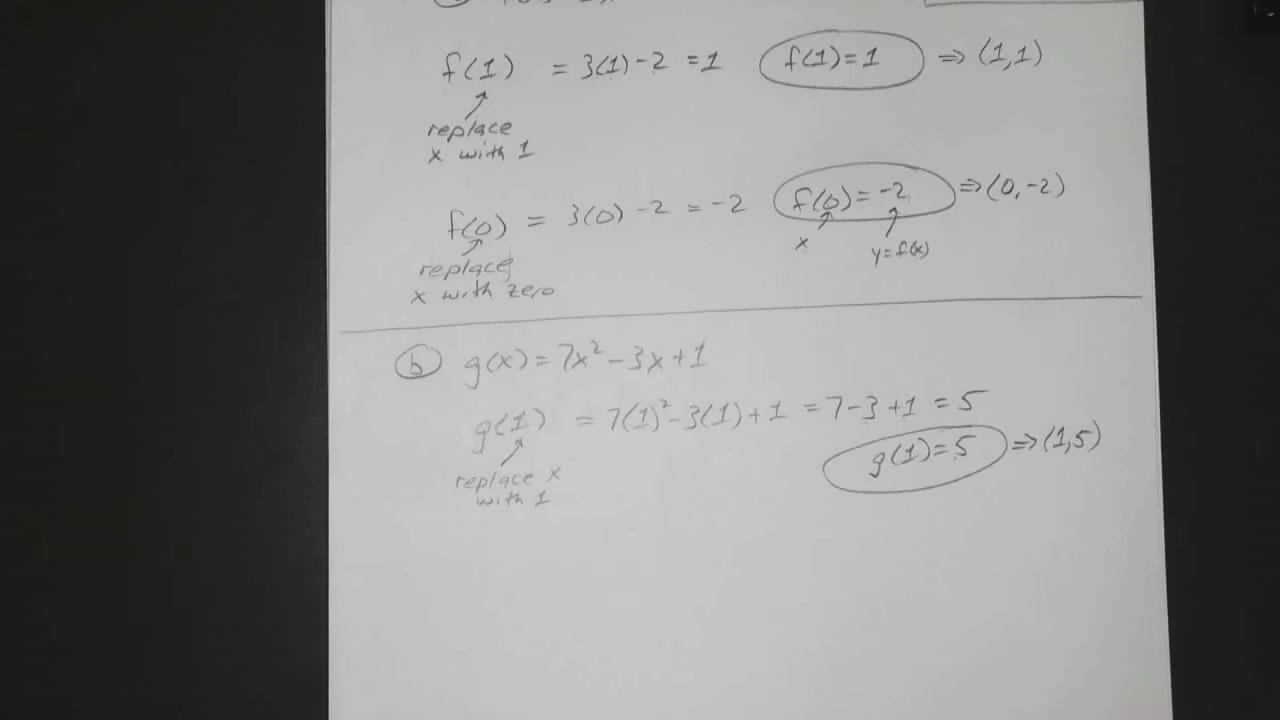 f(1) = 3(1) - 2 = 1 f(1) = 1 ⇒ (1,1)
replace
x with 1
f(0) = 3(0) - 2 = -2 f(0) = -2 ⇒ (0,-2)
x y = f(x)
replace
x with zero
b g(x) = 7x² - 3x + 1
g(1) = 7(1)² - 3(1) + 1 = 7 - 3 + 1 = 5
g(1) = 5 ⇒ (1,5)
replace x
with 1